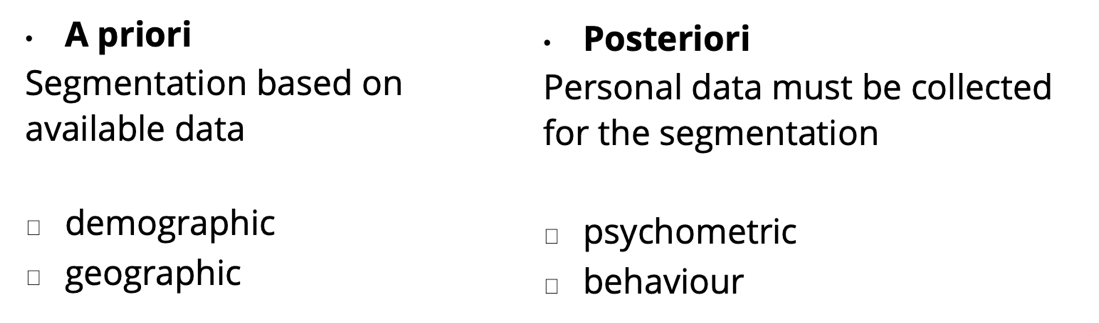 • A priori
Segmentation based on
available data
□ demographic
□ geographic
• Posteriori
Personal data must be collected
for the segmentation
□ psychometric
□ behaviour